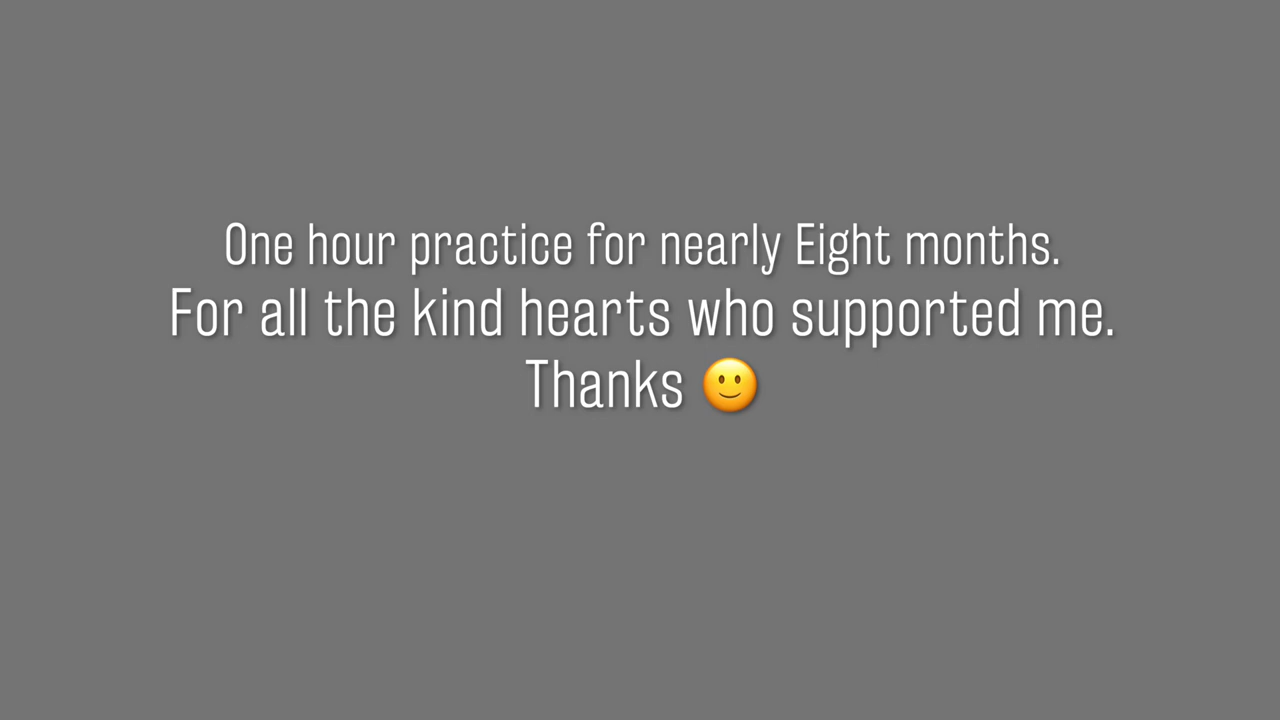 One hour practice for nearly Eight months.
For all the kind hearts who supported me.
Thanks 🙂